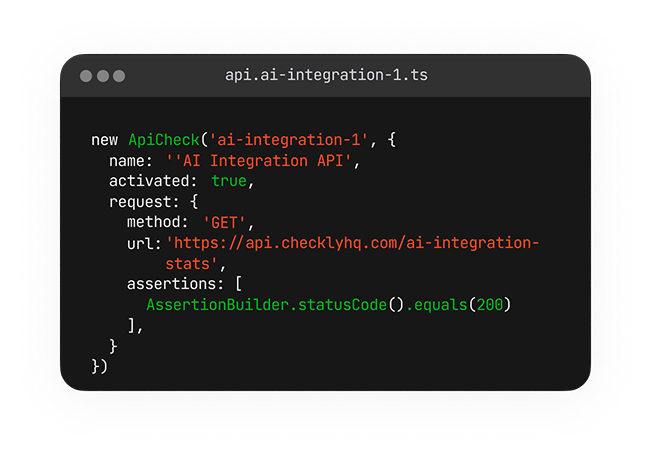 api.ai-integration-1.ts
new ApiCheck('ai-integration-1', {
name: ''AI Integration API',
activated: true,
request: {
method: 'GET',
url:'https://api.checklyhq.com/ai-integration-
stats',
assertions: [
AssertionBuilder.statusCode().equals(200)
],
}
})